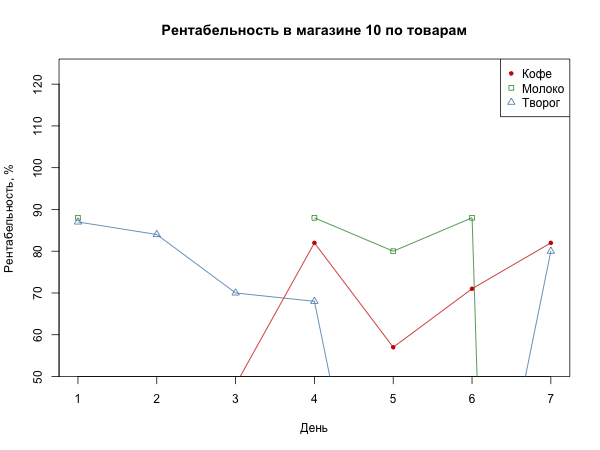 Рентабельность в магазине 10 по товарам
Рентабельность, %
120
110
100
90
80
70
60
50
Кофе
Молоко
Творог
1 2 3 4 5 6 7
День